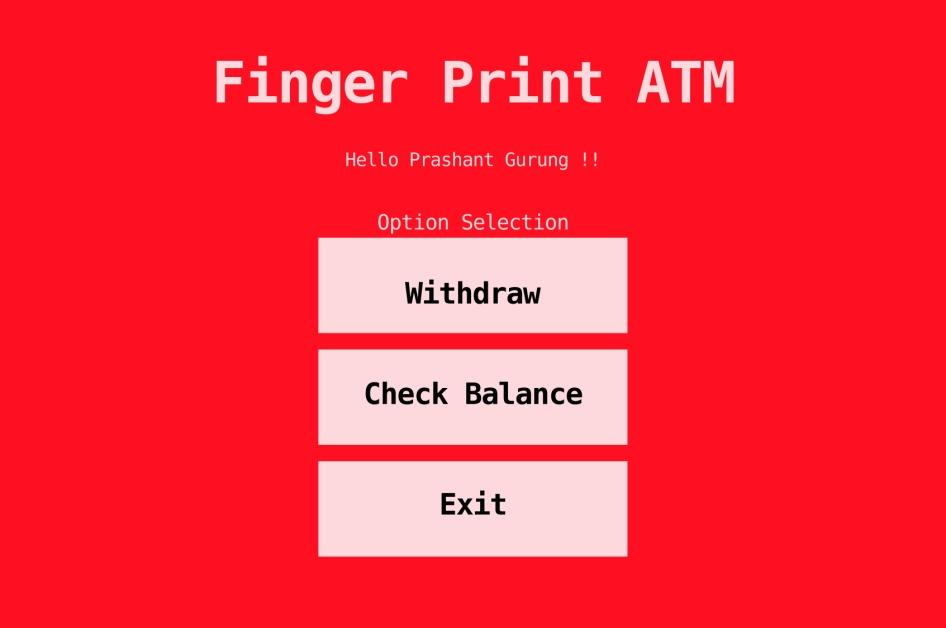 Finger Print ATM
Hello Prashant Gurung !!
Option Selection
Withdraw
Check Balance
Exit